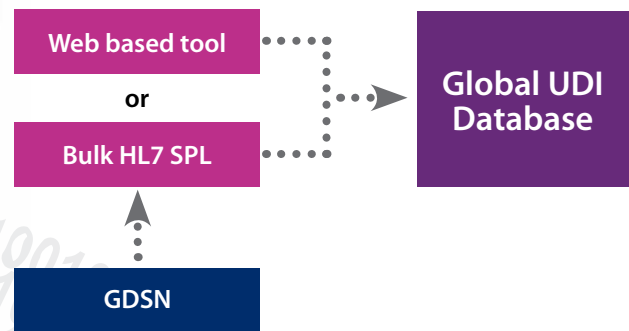 Web based tool
or
Bulk HL7 SPL
Global UDI
Database
GDSN